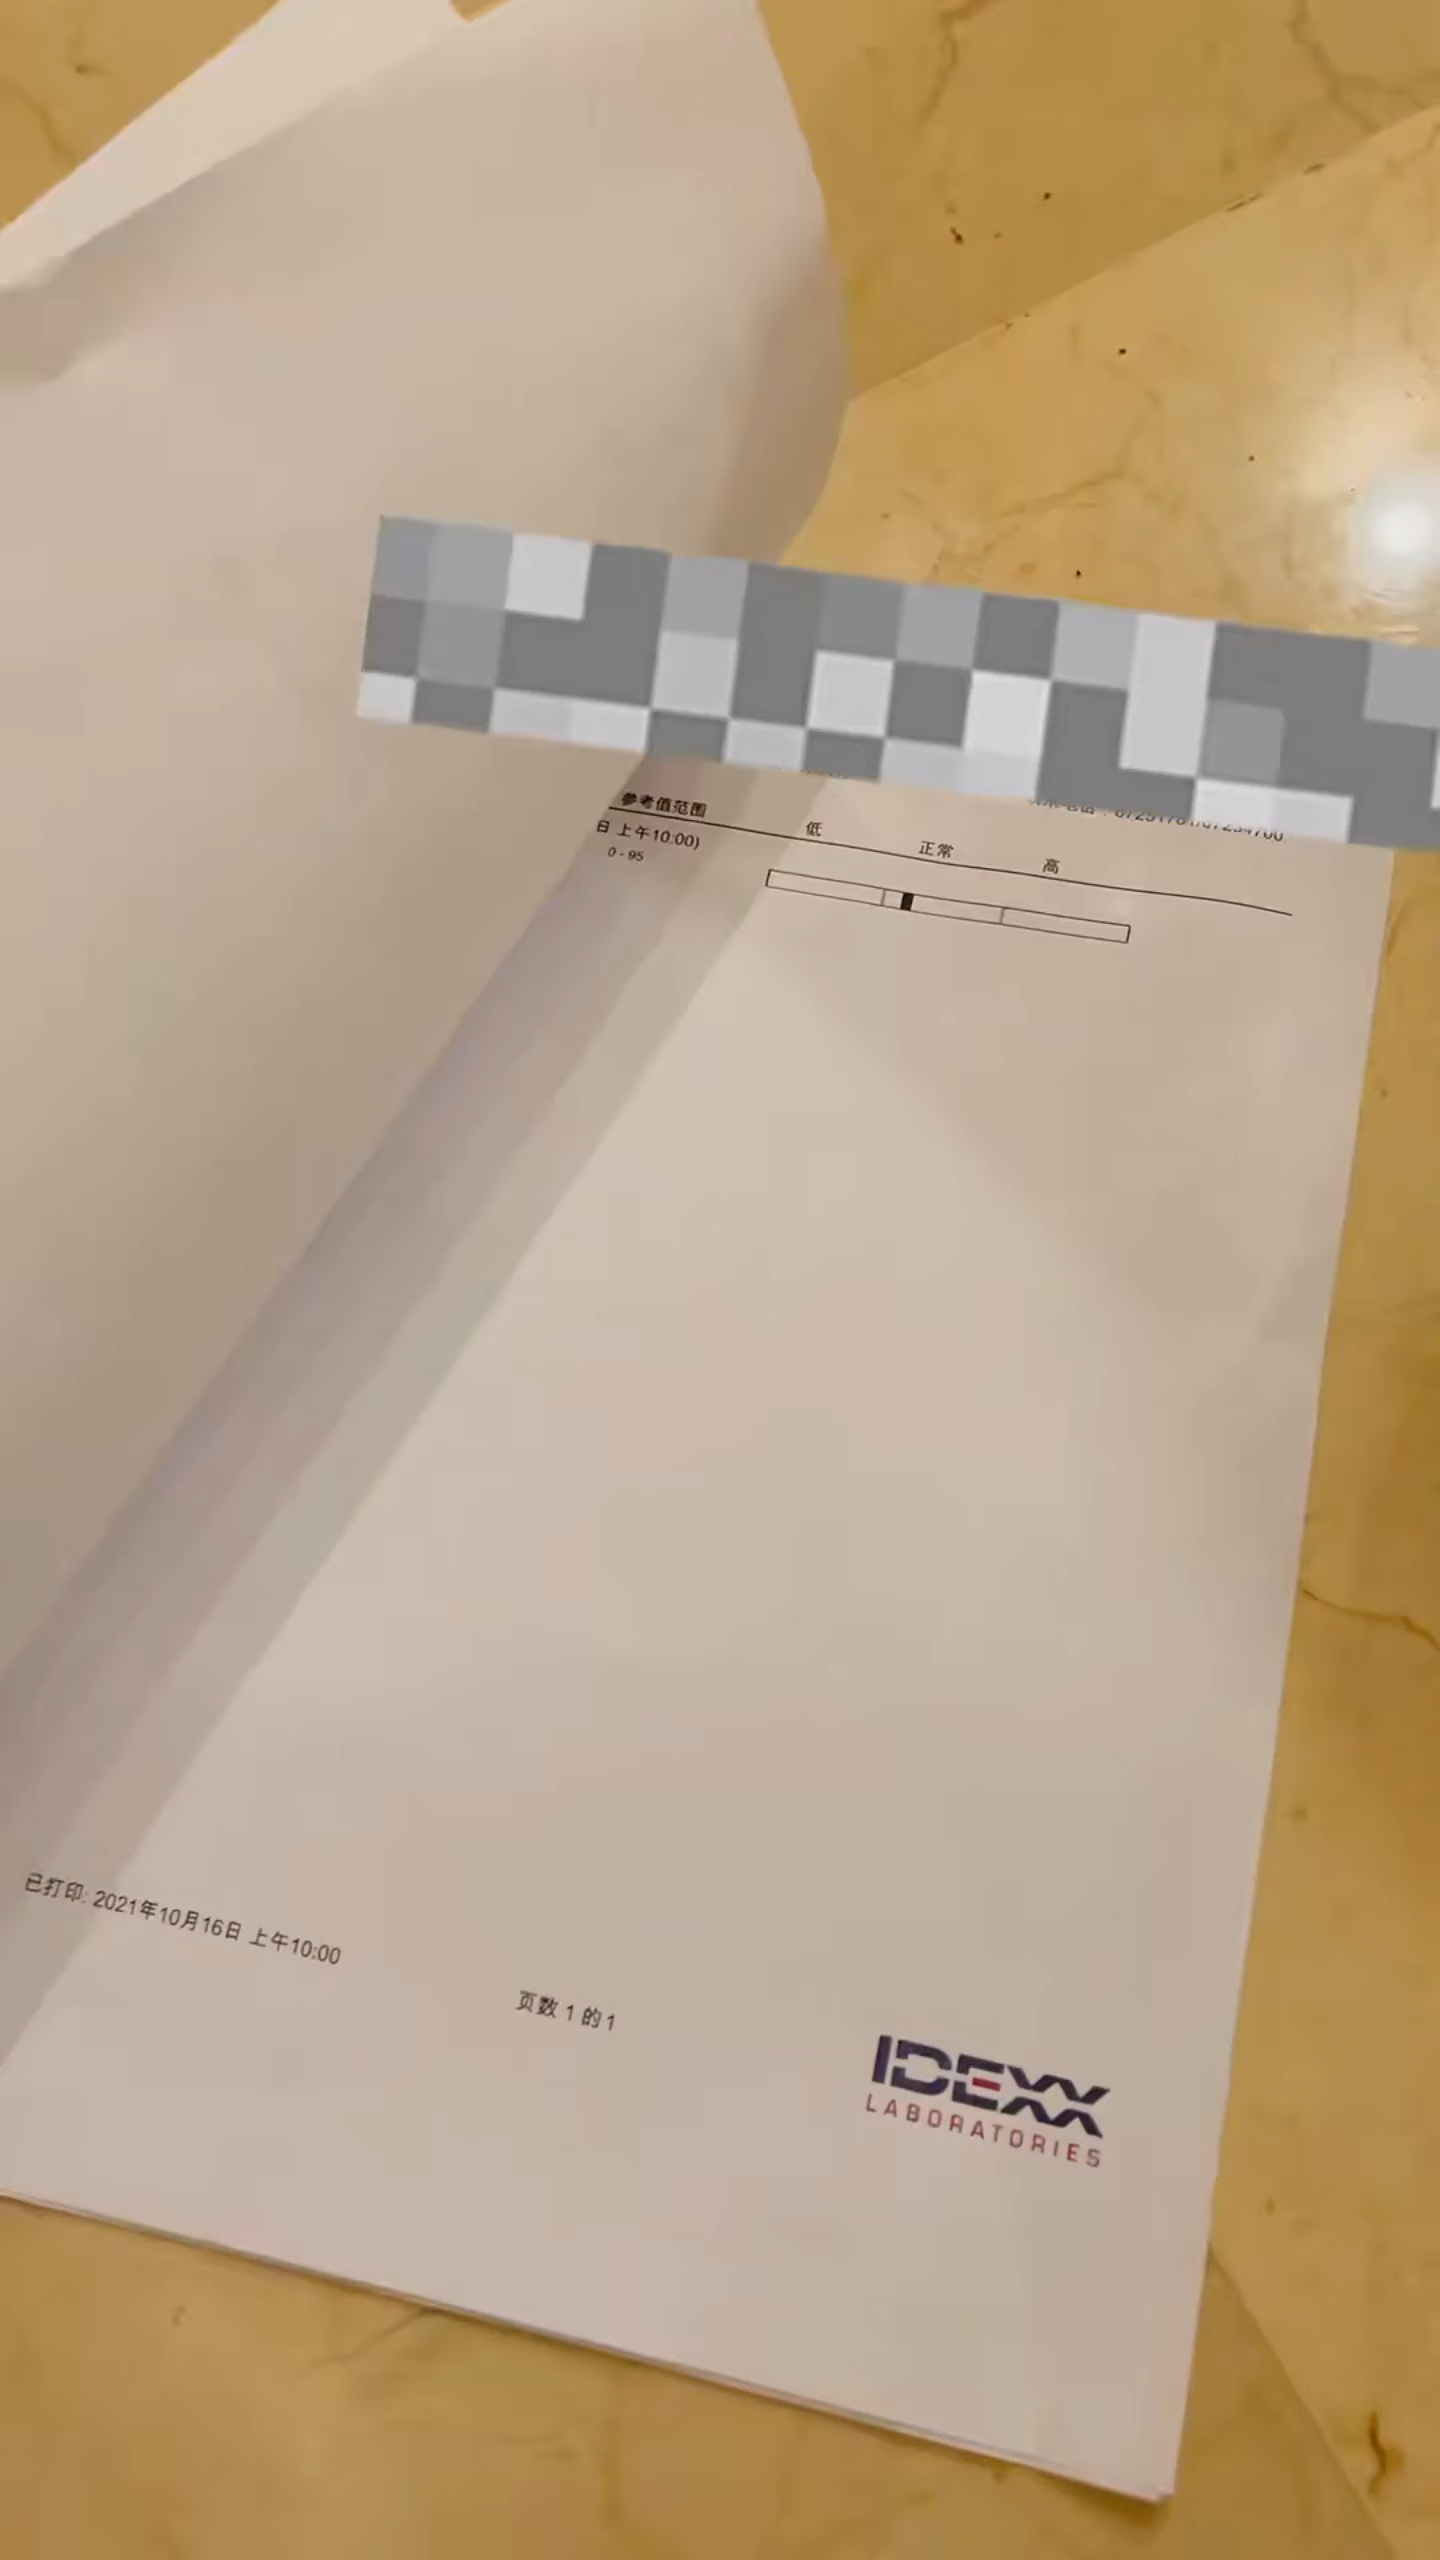 参考值范围 低 正常 高
日 上午10:00)
0 - 95
已打印: 2021年10月16日 上午10:00
页数 1 的 1
IDEXX
LABORATORIES